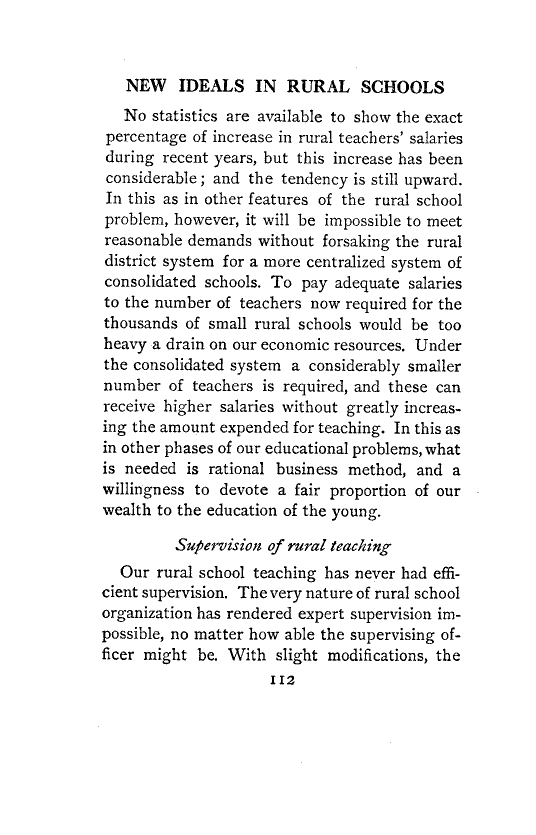 NEW IDEALS IN RURAL SCHOOLS
No statistics are available to show the exact
percentage of increase in rural teachers' salaries
during recent years, but this increase has been
considerable; and the tendency is still upward.
In this as in other features of the rural school
problem, however, it will be impossible to meet
reasonable demands without forsaking the rural
district system for a more centralized system of
consolidated schools. To pay adequate salaries
to the number of teachers now required for the
thousands of small rural schools would be too
heavy a drain on our economic resources. Under
the consolidated system a considerably smaller
number of teachers is required, and these can
receive higher salaries without greatly increas-
ing the amount expended for teaching. In this as
in other phases of our educational problems, what
is needed is rational business method, and a
willingness to devote a fair proportion of our
wealth to the education of the young.
Supervision of rural teaching
Our rural school teaching has never had effi-
cient supervision. The very nature of rural school
organization has rendered expert supervision im-
possible, no matter how able the supervising of-
ficer might be. With slight modifications, the
112